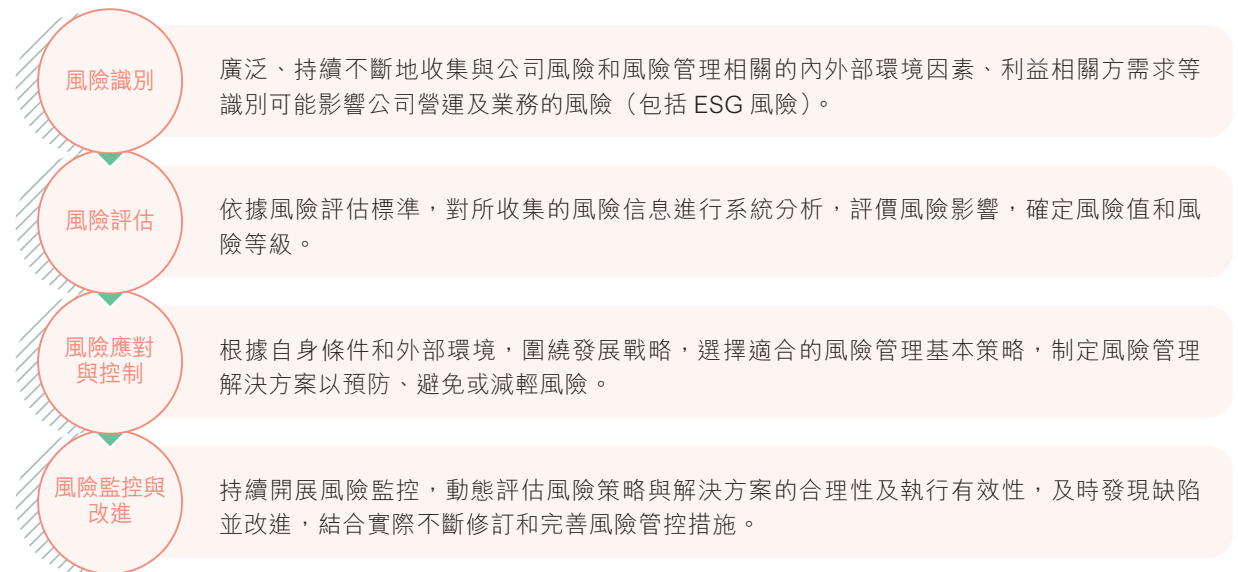 風險識別
廣泛、持續不斷地收集與公司風險和風險管理相關的內外部環境因素、利益相關方需求等
識別可能影響公司營運及業務的風險（包括 ESG 風險）。
風險評估
依據風險評估標準，對所收集的風險信息進行系統分析，評價風險影響，確定風險值和風
險等級。
風險應對
與控制
根據自身條件和外部環境，圍繞發展戰略，選擇適合的風險管理基本策略，制定風險管理
解決方案以預防、避免或減輕風險。
風險監控與
改進
持續開展風險監控，動態評估風險策略與解決方案的合理性及執行有效性，及時發現缺陷
並改進，結合實際不斷修訂和完善風險管控措施。